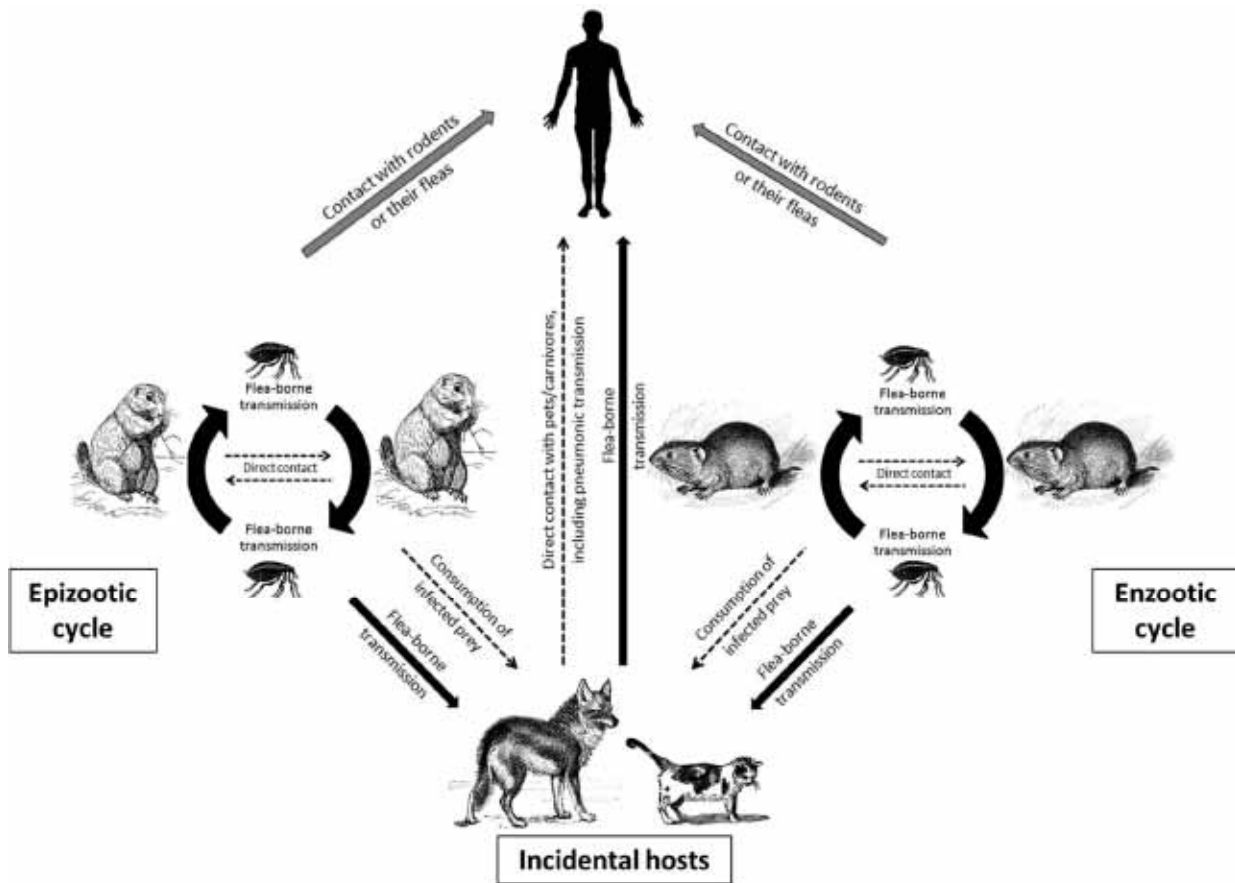 Contact with rodents
or their fleas
Contact with rodents
or their fleas
Direct contact with pets/carnivores,
including pneumonic transmission
Flea-borne
transmission
Flea-borne
transmission
Direct contact
Flea-borne
transmission
Flea-borne
transmission
Direct contact
Flea-borne
transmission
Epizootic
cycle
Consumption of
infected prey
Flea-borne
transmission
Consumption of
infected prey
Flea-borne
transmission
Enzootic
cycle
Incidental hosts